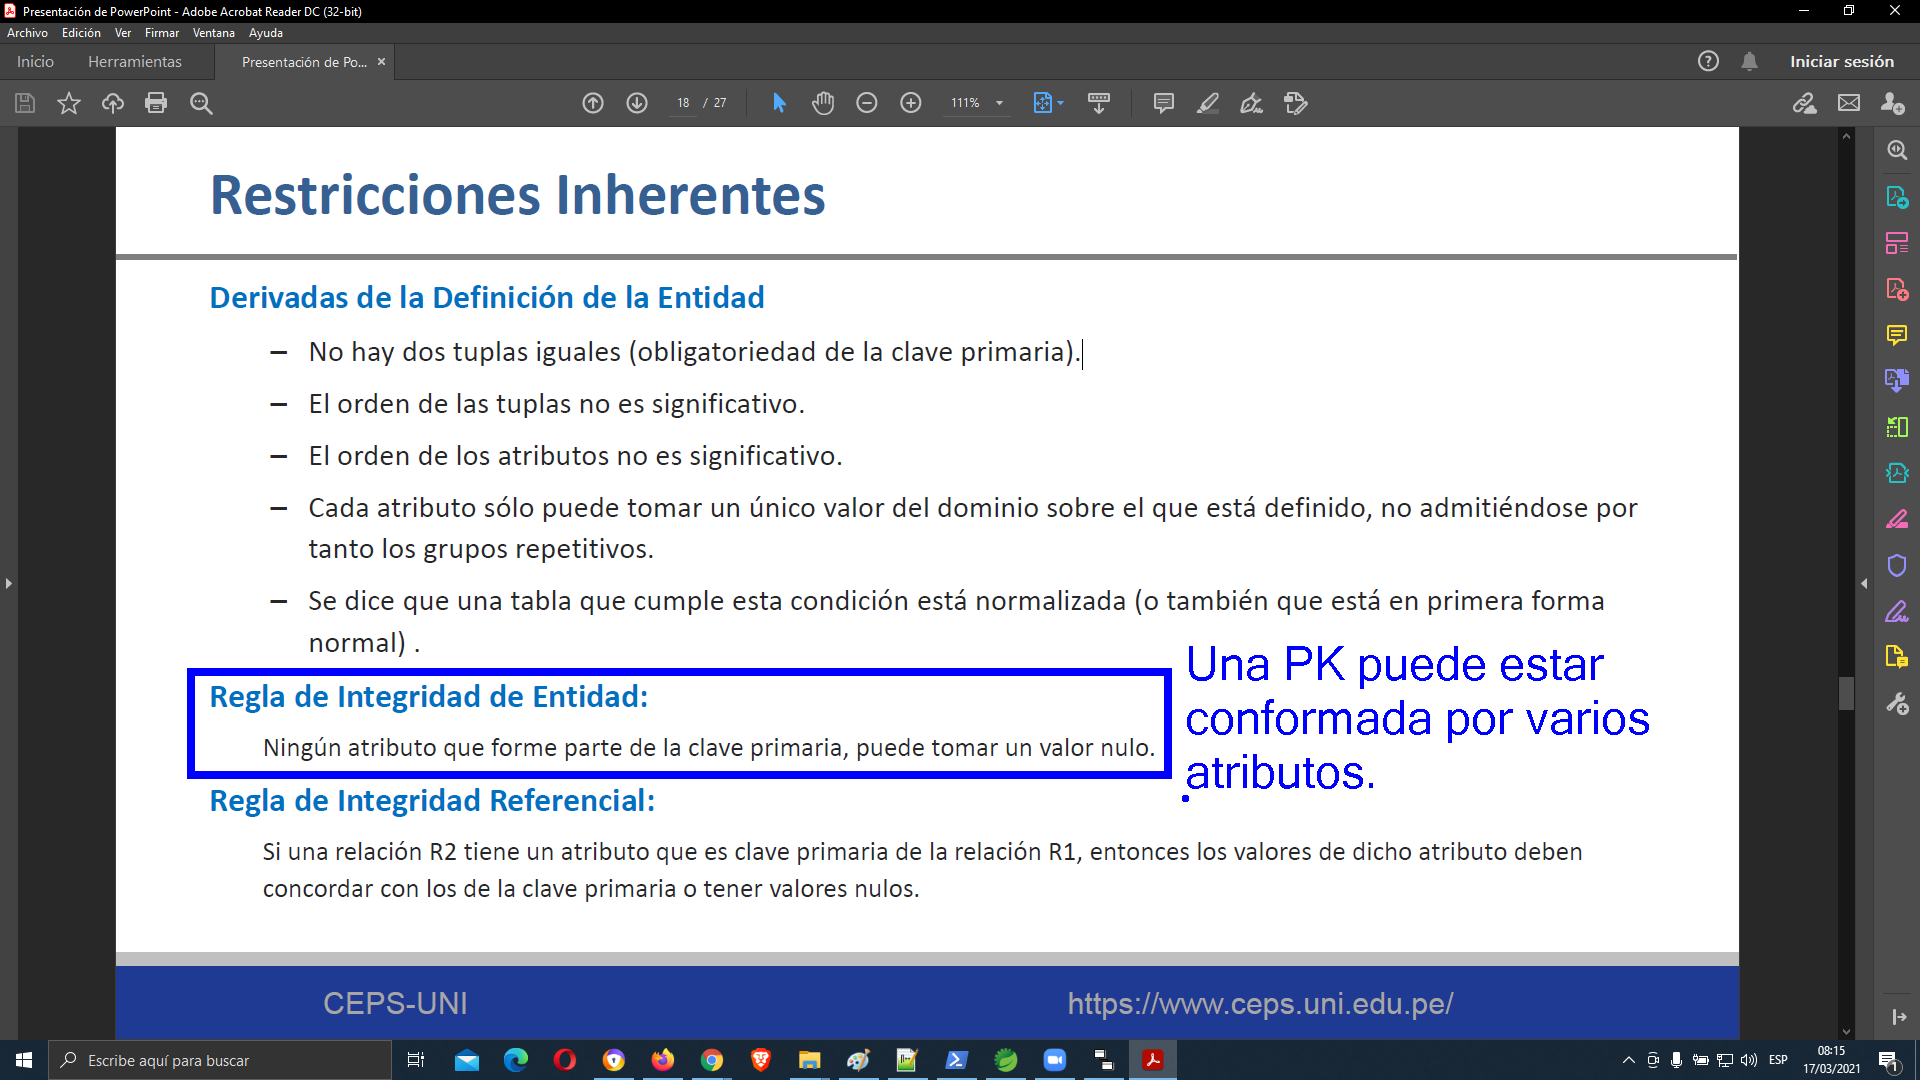 Presentación de PowerPoint - Adobe Acrobat Reader DC (32-bit)
Archivo Edición Ver Firmar Ventana Ayuda
Inicio Herramientas Presentación de Po... × Iniciar sesión
18 / 27 111%
Restricciones Inherentes
Derivadas de la Definición de la Entidad
– No hay dos tuplas iguales (obligatoriedad de la clave primaria).
– El orden de las tuplas no es significativo.
– El orden de los atributos no es significativo.
– Cada atributo sólo puede tomar un único valor del dominio sobre el que está definido, no admitiéndose por
tanto los grupos repetitivos.
– Se dice que una tabla que cumple esta condición está normalizada (o también que está en primera forma
normal) .
Regla de Integridad de Entidad:
Ningún atributo que forme parte de la clave primaria, puede tomar un valor nulo.
Una PK puede estar
conformada por varios
atributos.
Regla de Integridad Referencial:
Si una relación R2 tiene un atributo que es clave primaria de la relación R1, entonces los valores de dicho atributo deben
concordar con los de la clave primaria o tener valores nulos.
CEPS-UNI https://www.ceps.uni.edu.pe/
Escribe aquí para buscar
ESP
08:15
17/03/2021
1